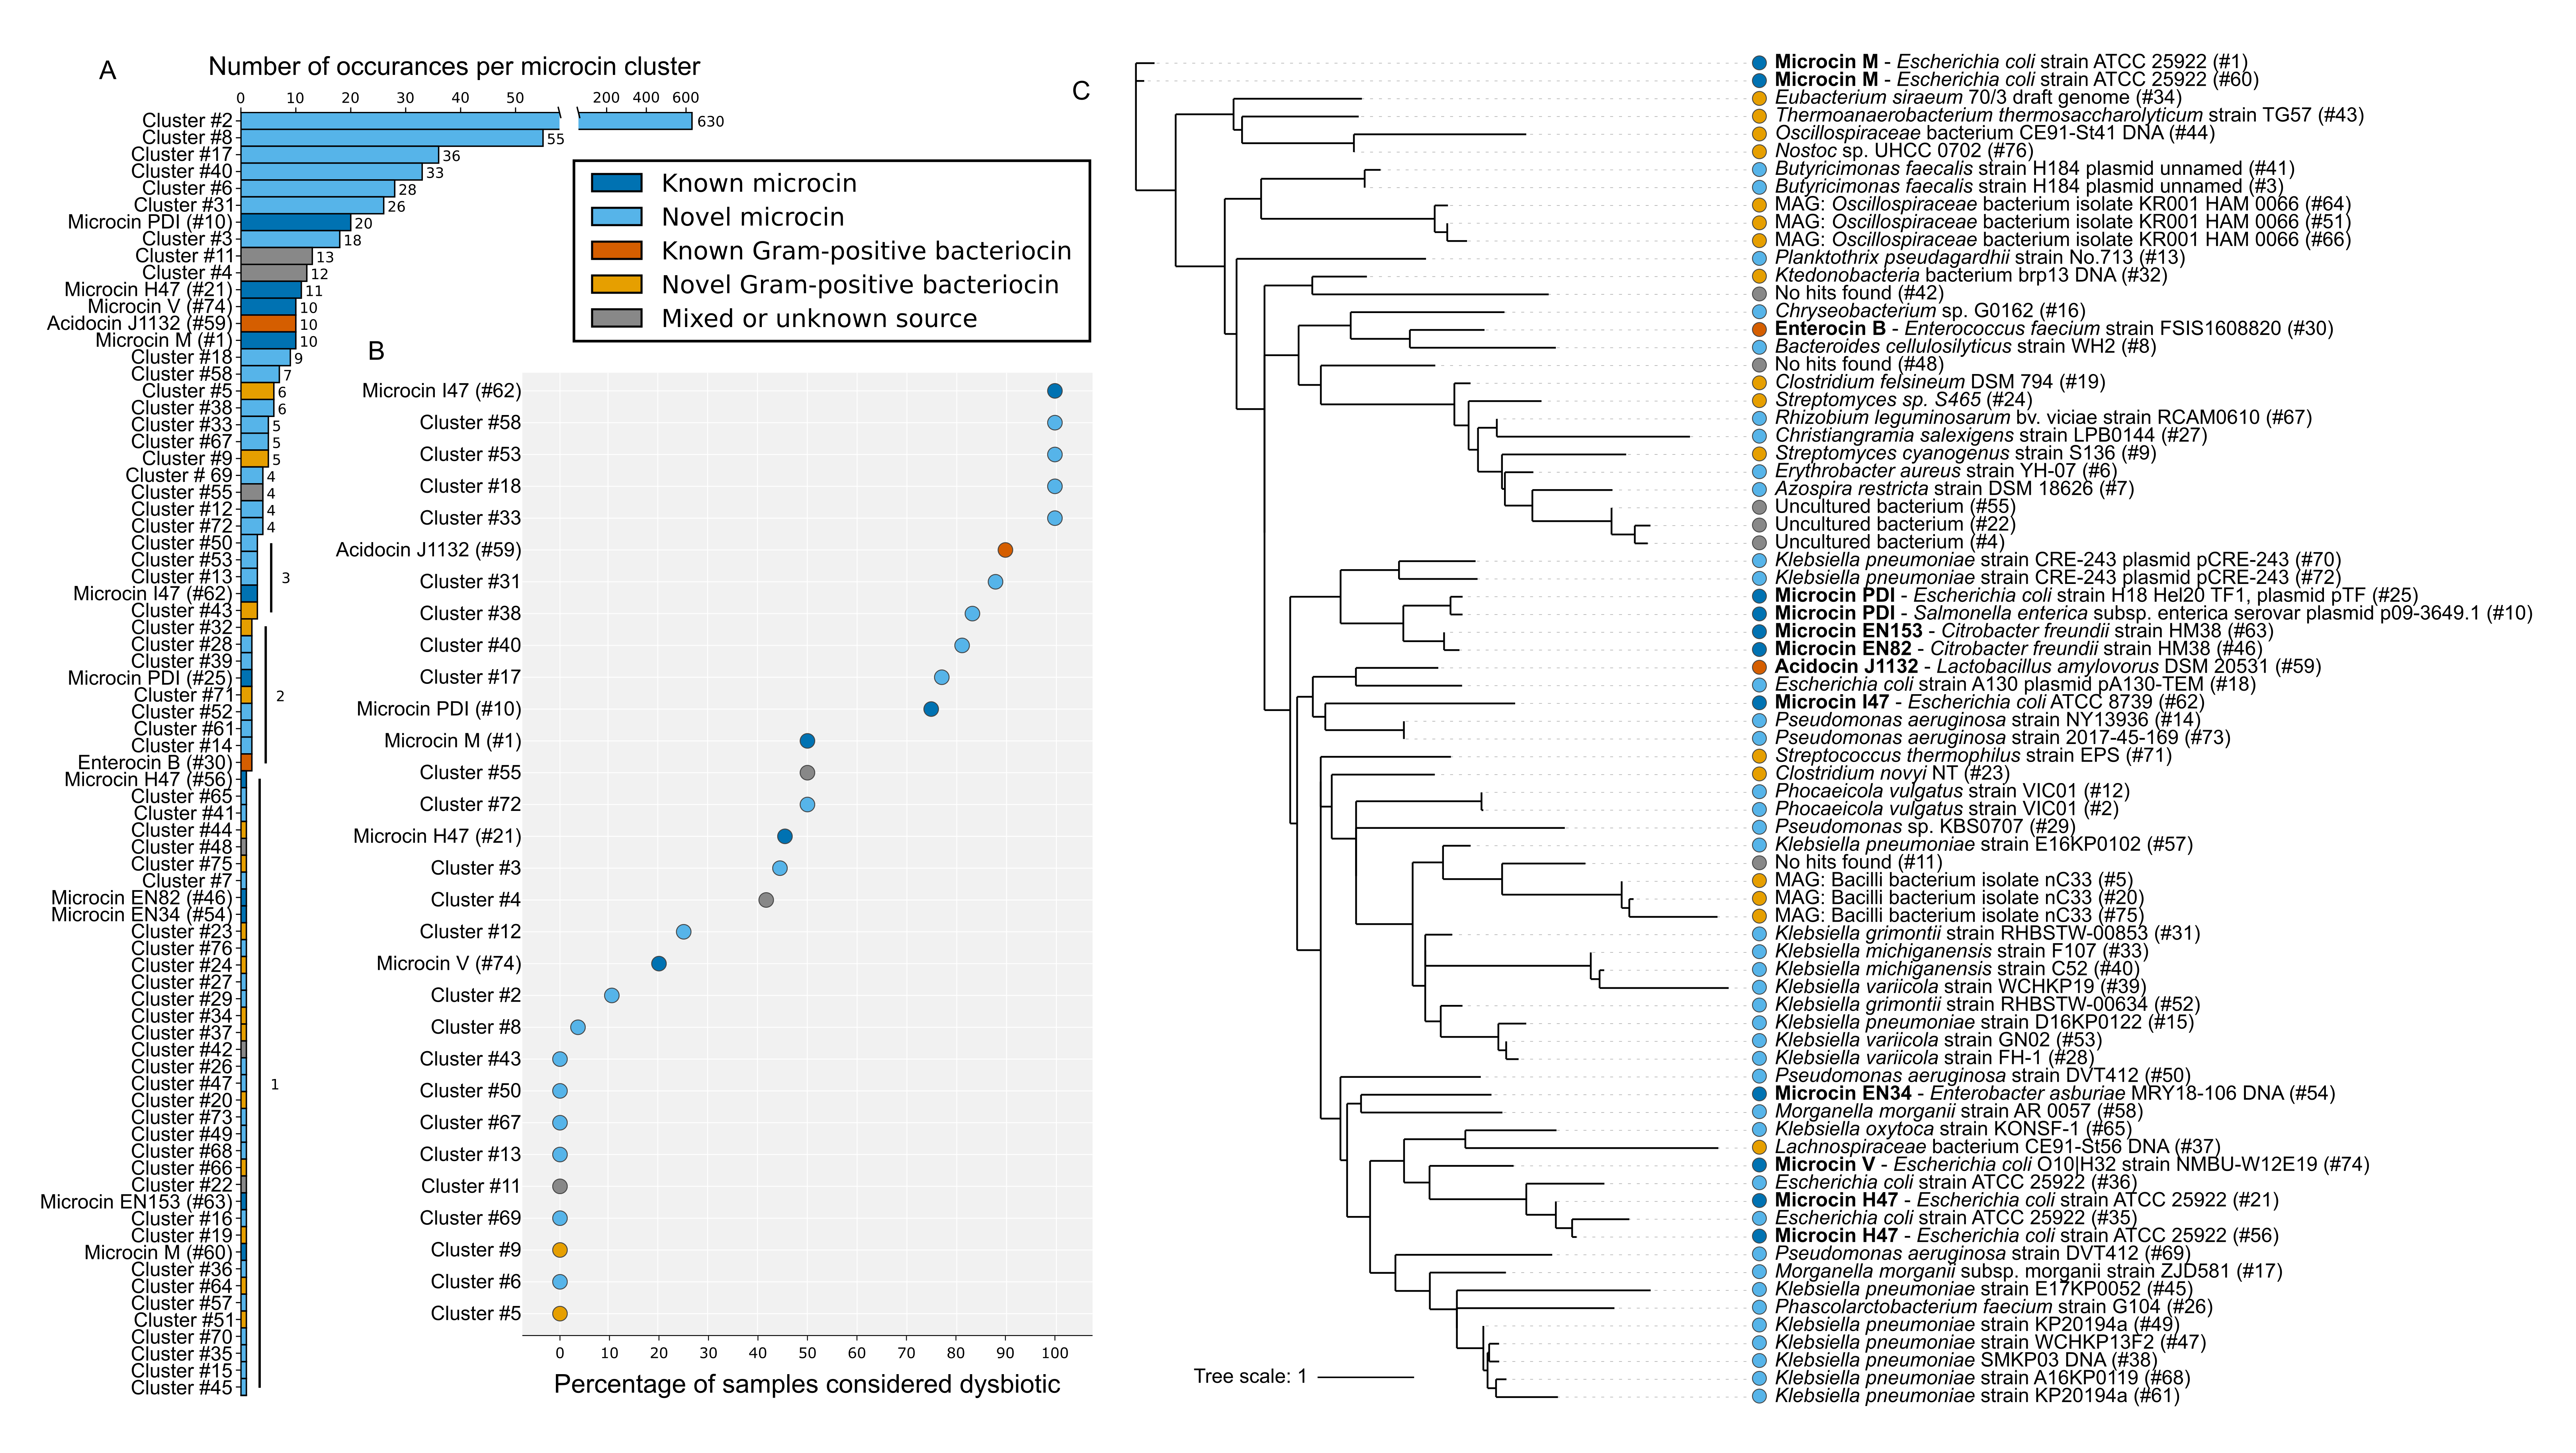 A
Number of occurances per microcin cluster
0 10 20 30 40 50 200 400 600
Cluster #2 630
Cluster #8 55
Cluster #17 36
Cluster #40 33
Cluster #6 28
Cluster #31 26
Microcin PDI (#10) 20
Cluster #3 18
Cluster #11 13
Cluster #4 12
Microcin H47 (#21) 11
Microcin V (#74) 10
Acidocin J1132 (#59) 10
Microcin M (#1) 10
Cluster #18 9
Cluster #58 7
Cluster #5 6
Cluster #38 6
Cluster #33 5
Cluster #67 5
Cluster #9 5
Cluster # 69 4
Cluster #55 4
Cluster #12 4
Cluster #72 4
Cluster #50
Cluster #53
Cluster #13 3
Microcin I47 (#62)
Cluster #43
Cluster #32
Cluster #28
Cluster #39
Microcin PDI (#25)
Cluster #71 2
Cluster #52
Cluster #61
Cluster #14
Enterocin B (#30)
Microcin H47 (#56)
Cluster #65
Cluster #41
Cluster #44
Cluster #48
Cluster #75
Cluster #7
Microcin EN82 (#46)
Microcin EN34 (#54)
Cluster #23
Cluster #76
Cluster #24
Cluster #27
Cluster #29
Cluster #34
Cluster #37
Cluster #42
Cluster #26
Cluster #47 1
Cluster #20
Cluster #73
Cluster #49
Cluster #68
Cluster #66
Cluster #22
Microcin EN153 (#63)
Cluster #16
Cluster #19
Microcin M (#60)
Cluster #36
Cluster #64
Cluster #57
Cluster #51
Cluster #70
Cluster #35
Cluster #15
Cluster #45
Known microcin
Novel microcin
Known Gram-positive bacteriocin
Novel Gram-positive bacteriocin
Mixed or unknown source
B
Microcin I47 (#62)
Cluster #58
Cluster #53
Cluster #18
Cluster #33
Acidocin J1132 (#59)
Cluster #31
Cluster #38
Cluster #40
Cluster #17
Microcin PDI (#10)
Microcin M (#1)
Cluster #55
Cluster #72
Microcin H47 (#21)
Cluster #3
Cluster #4
Cluster #12
Microcin V (#74)
Cluster #2
Cluster #8
Cluster #43
Cluster #50
Cluster #67
Cluster #13
Cluster #11
Cluster #69
Cluster #9
Cluster #6
Cluster #5
0 10 20 30 40 50 60 70 80 90 100
Percentage of samples considered dysbiotic
C
Microcin M - Escherichia coli strain ATCC 25922 (#1)
Microcin M - Escherichia coli strain ATCC 25922 (#60)
Eubacterium siraeum 70/3 draft genome (#34)
Thermoanaerobacterium thermosaccharolyticum strain TG57 (#43)
Oscillospiraceae bacterium CE91-St41 DNA (#44)
Nostoc sp. UHCC 0702 (#76)
Butyricimonas faecalis strain H184 plasmid unnamed (#41)
Butyricimonas faecalis strain H184 plasmid unnamed (#3)
MAG: Oscillospiraceae bacterium isolate KR001 HAM 0066 (#64)
MAG: Oscillospiraceae bacterium isolate KR001 HAM 0066 (#51)
MAG: Oscillospiraceae bacterium isolate KR001 HAM 0066 (#66)
Planktothrix pseudagardhii strain No.713 (#13)
Ktedonobacteria bacterium brp13 DNA (#32)
No hits found (#42)
Chryseobacterium sp. G0162 (#16)
Enterocin B - Enterococcus faecium strain FSIS1608820 (#30)
Bacteroides cellulosilyticus strain WH2 (#8)
No hits found (#48)
Clostridium felsineum DSM 794 (#19)
Streptomyces sp. S465 (#24)
Rhizobium leguminosarum bv. viciae strain RCAM0610 (#67)
Christiangramia salexigens strain LPB0144 (#27)
Streptomyces cyanogenus strain S136 (#9)
Erythrobacter aureus strain YH-07 (#6)
Azospira restricta strain DSM 18626 (#7)
Uncultured bacterium (#55)
Uncultured bacterium (#22)
Uncultured bacterium (#4)
Klebsiella pneumoniae strain CRE-243 plasmid pCRE-243 (#70)
Klebsiella pneumoniae strain CRE-243 plasmid pCRE-243 (#72)
Microcin PDI - Escherichia coli strain H18 Hel20 TF1, plasmid pTF (#25)
Microcin PDI - Salmonella enterica subsp. enterica serovar plasmid p09-3649.1 (#10)
Microcin EN153 - Citrobacter freundii strain HM38 (#63)
Microcin EN82 - Citrobacter freundii strain HM38 (#46)
Acidocin J1132 - Lactobacillus amylovorus DSM 20531 (#59)
Escherichia coli strain A130 plasmid pA130-TEM (#18)
Microcin I47 - Escherichia coli ATCC 8739 (#62)
Pseudomonas aeruginosa strain NY13936 (#14)
Pseudomonas aeruginosa strain 2017-45-169 (#73)
Streptococcus thermophilus strain EPS (#71)
Clostridium novyi NT (#23)
Phocaeicola vulgatus strain VIC01 (#12)
Phocaeicola vulgatus strain VIC01 (#2)
Pseudomonas sp. KBS0707 (#29)
Klebsiella pneumoniae strain E16KP0102 (#57)
No hits found (#11)
MAG: Bacilli bacterium isolate nC33 (#5)
MAG: Bacilli bacterium isolate nC33 (#20)
MAG: Bacilli bacterium isolate nC33 (#75)
Klebsiella grimontii strain RHBSTW-00853 (#31)
Klebsiella michiganensis strain F107 (#33)
Klebsiella michiganensis strain C52 (#40)
Klebsiella variicola strain WCHKP19 (#39)
Klebsiella grimontii strain RHBSTW-00634 (#52)
Klebsiella pneumoniae strain D16KP0122 (#15)
Klebsiella variicola strain GN02 (#53)
Klebsiella variicola strain FH-1 (#28)
Pseudomonas aeruginosa strain DVT412 (#50)
Microcin EN34 - Enterobacter asburiae MRY18-106 DNA (#54)
Morganella morganii strain AR 0057 (#58)
Klebsiella oxytoca strain KONSF-1 (#65)
Lachnospiraceae bacterium CE91-St56 DNA (#37)
Microcin V - Escherichia coli O10|H32 strain NMBU-W12E19 (#74)
Escherichia coli strain ATCC 25922 (#36)
Microcin H47 - Escherichia coli strain ATCC 25922 (#21)
Escherichia coli strain ATCC 25922 (#35)
Microcin H47 - Escherichia coli strain ATCC 25922 (#56)
Pseudomonas aeruginosa strain DVT412 (#69)
Morganella morganii subsp. morganii strain ZJD581 (#17)
Klebsiella pneumoniae strain E17KP0052 (#45)
Phascolarctobacterium faecium strain G104 (#26)
Klebsiella pneumoniae strain KP20194a (#49)
Klebsiella pneumoniae strain WCHKP13F2 (#47)
Klebsiella pneumoniae SMKP03 DNA (#38)
Klebsiella pneumoniae strain A16KP0119 (#68)
Klebsiella pneumoniae strain KP20194a (#61)
Tree scale: 1